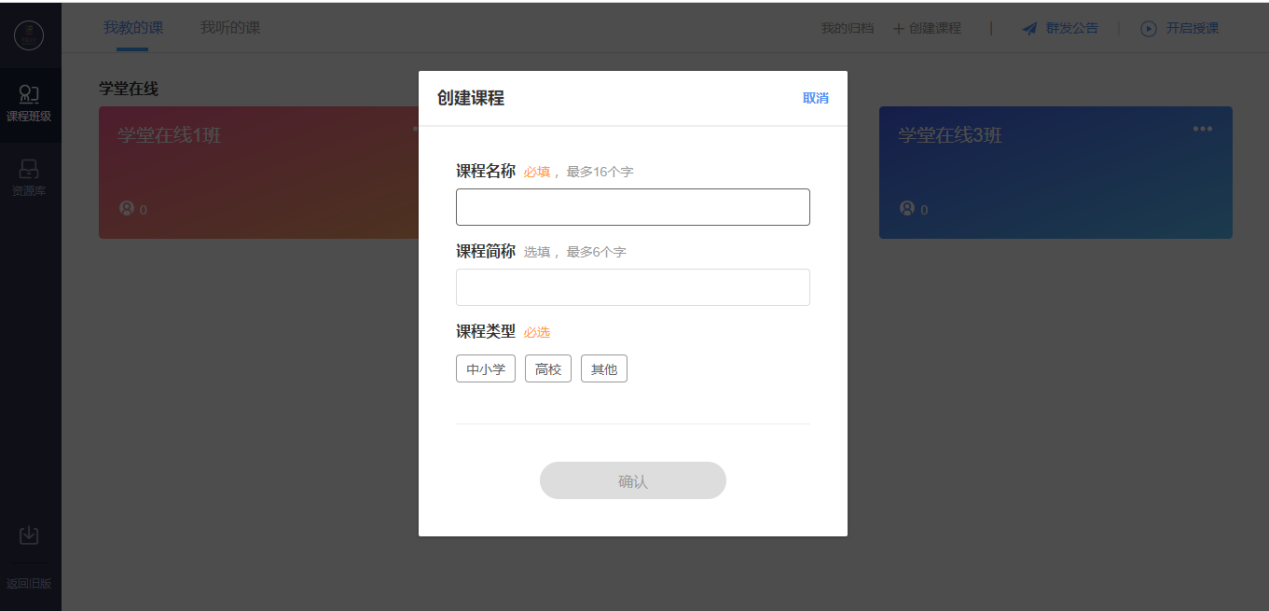 我教的课 我听的课 我的归档 十 创建课程 | 群发公告 | 开启授课
课程班级
资源库
返回旧版
学堂在线
学堂在线1班
0
学堂在线3班
0
创建课程 取消
课程名称 必填，最多16个字
课程简称 选填，最多6个字
课程类型 必选
中小学 高校 其他
确认